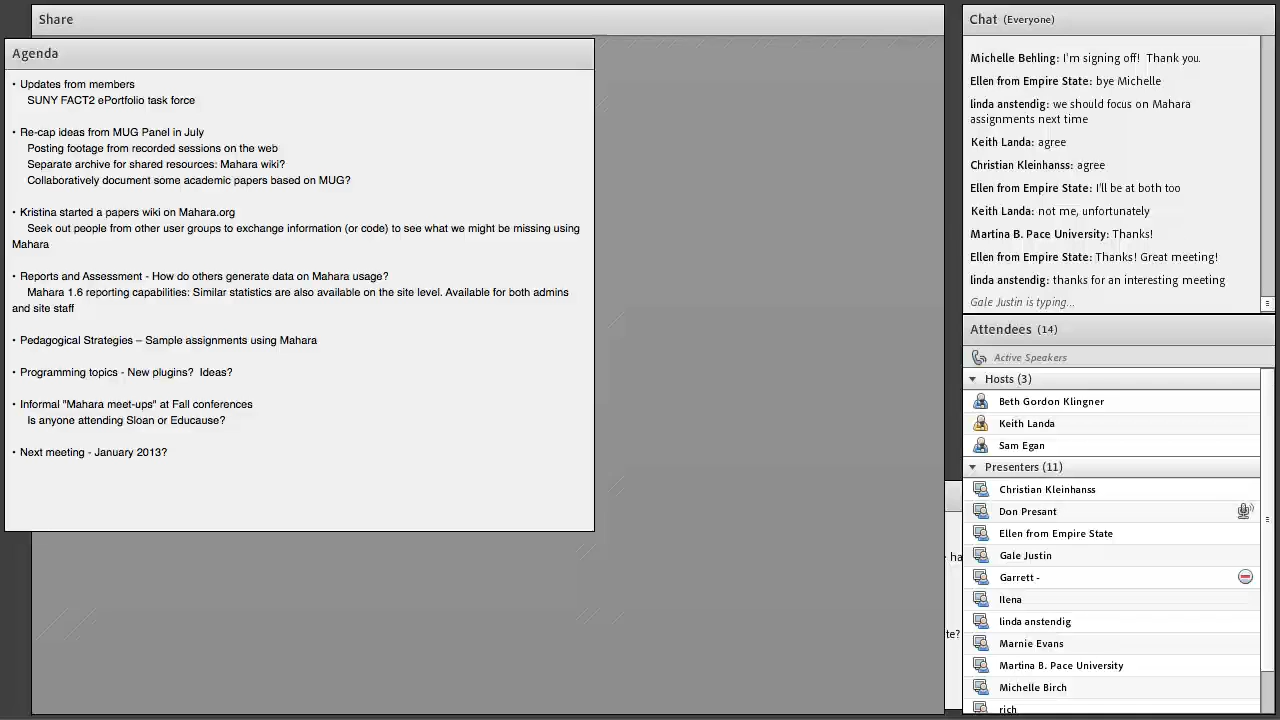 Share
Agenda
• Updates from members
SUNY FACT2 ePortfolio task force
• Re-cap ideas from MUG Panel in July
Posting footage from recorded sessions on the web
Separate archive for shared resources: Mahara wiki?
Collaboratively document some academic papers based on MUG?
• Kristina started a papers wiki on Mahara.org
Seek out people from other user groups to exchange information (or code) to see what we might be missing using
Mahara
• Reports and Assessment - How do others generate data on Mahara usage?
Mahara 1.6 reporting capabilities: Similar statistics are also available on the site level. Available for both admins
and site staff
• Pedagogical Strategies – Sample assignments using Mahara
• Programming topics - New plugins?  Ideas?
• Informal "Mahara meet-ups" at Fall conferences
Is anyone attending Sloan or Educause?
• Next meeting - January 2013?
ha
te?
Chat (Everyone)
Michelle Behling: I'm signing off!  Thank you.
Ellen from Empire State: bye Michelle
linda anstendig: we should focus on Mahara
assignments next time
Keith Landa: agree
Christian Kleinhanss: agree
Ellen from Empire State: I'll be at both too
Keith Landa: not me, unfortunately
Martina B. Pace University: Thanks!
Ellen from Empire State: Thanks! Great meeting!
linda anstendig: thanks for an interesting meeting
Gale Justin is typing...
Attendees (14)
Active Speakers
Hosts (3)
Beth Gordon Klingner
Keith Landa
Sam Egan
Presenters (11)
Christian Kleinhanss
Don Presant
Ellen from Empire State
Gale Justin
Garrett -
Ilena
linda anstendig
Marnie Evans
Martina B. Pace University
Michelle Birch
rich